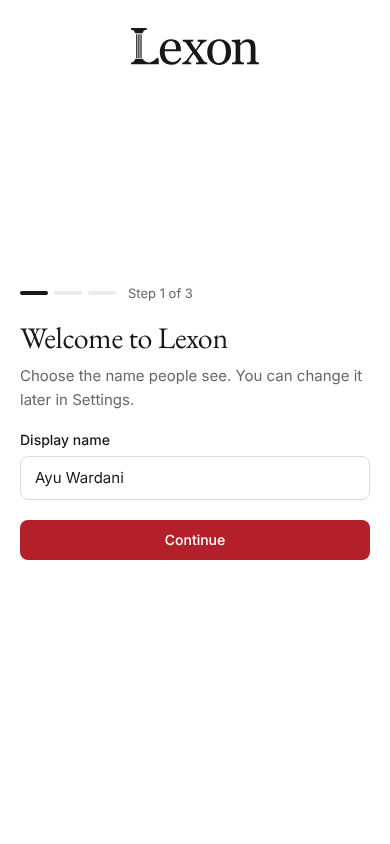 Lexon
Step 1 of 3
Welcome to Lexon
Choose the name people see. You can change it
later in Settings.
Display name
Ayu Wardani
Continue